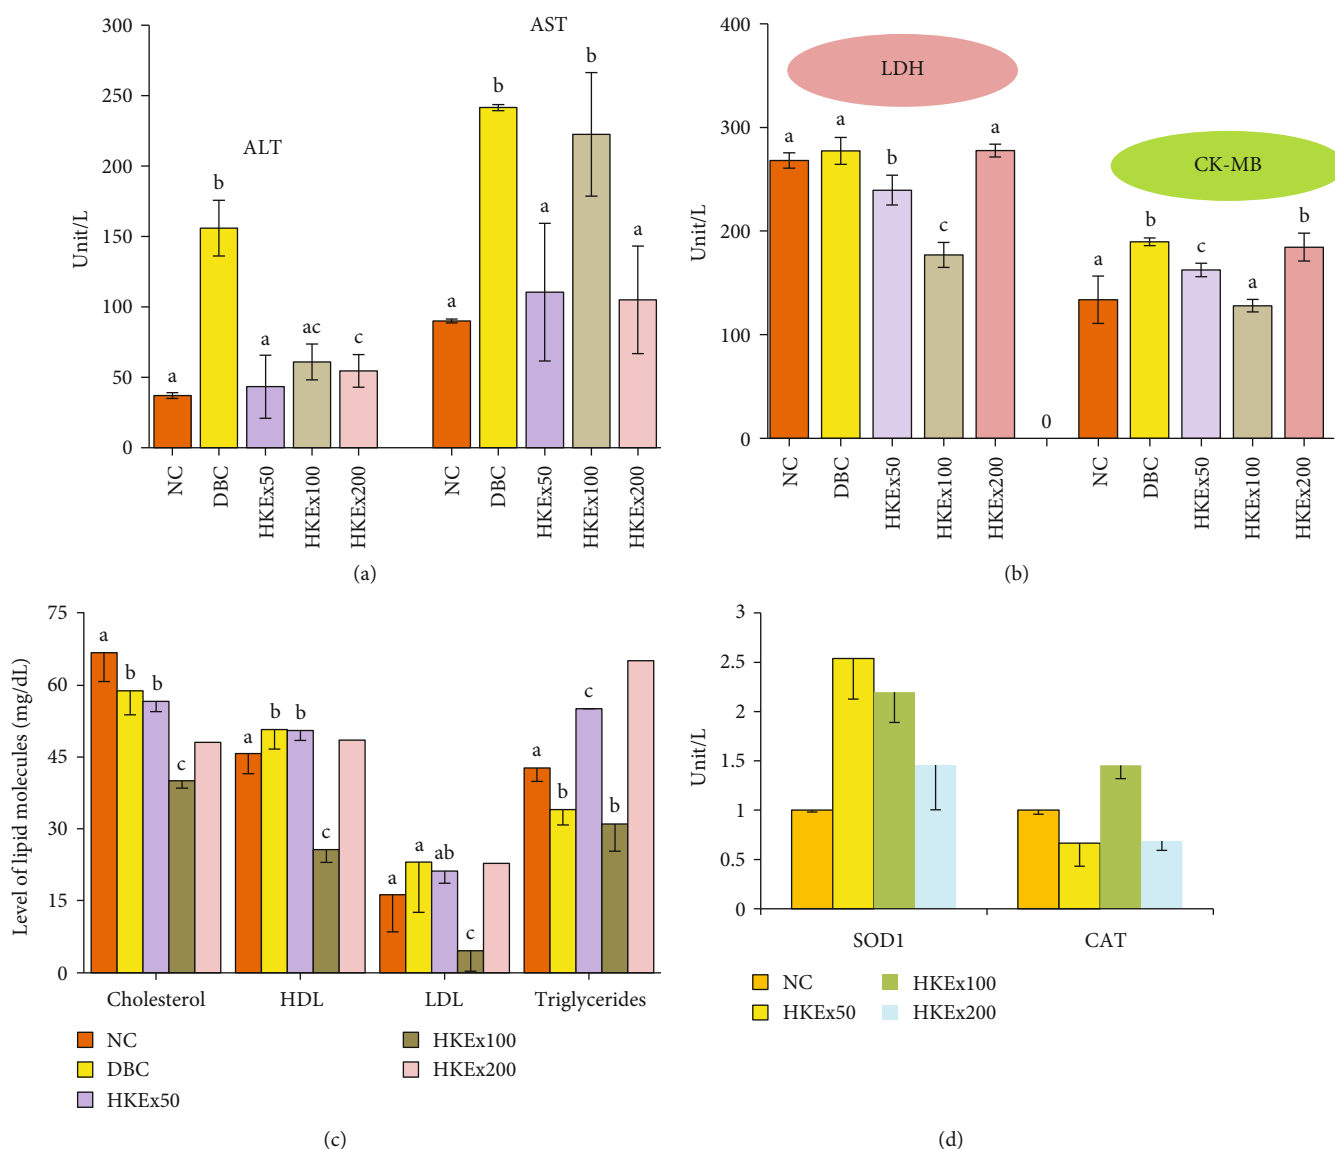 300
250
200
150
100
50
0
Unit/L
ALT
AST
a
b
a
ac
c
a
b
a
b
a
NC
DBC
HKEx50
HKEx100
HKEx200
NC
DBC
HKEx50
HKEx100
HKEx200
(a)
400
300
200
100
0
Unit/L
LDH
CK-MB
a
a
b
c
a
0
a
b
c
a
b
NC
DBC
HKEx50
HKEx100
HKEx200
NC
DBC
HKEx50
HKEx100
HKEx200
(b)
75
60
45
30
15
0
Level of lipid molecules (mg/dL)
a
b
b
c
a
b
b
c
a
a
ab
c
a
b
c
b
Cholesterol
HDL
LDL
Triglycerides
NC
DBC
HKEx50
HKEx100
HKEx200
(c)
3
2.5
2
1.5
1
0.5
0
Unit/L
SOD1
CAT
NC
HKEx50
HKEx100
HKEx200
(d)